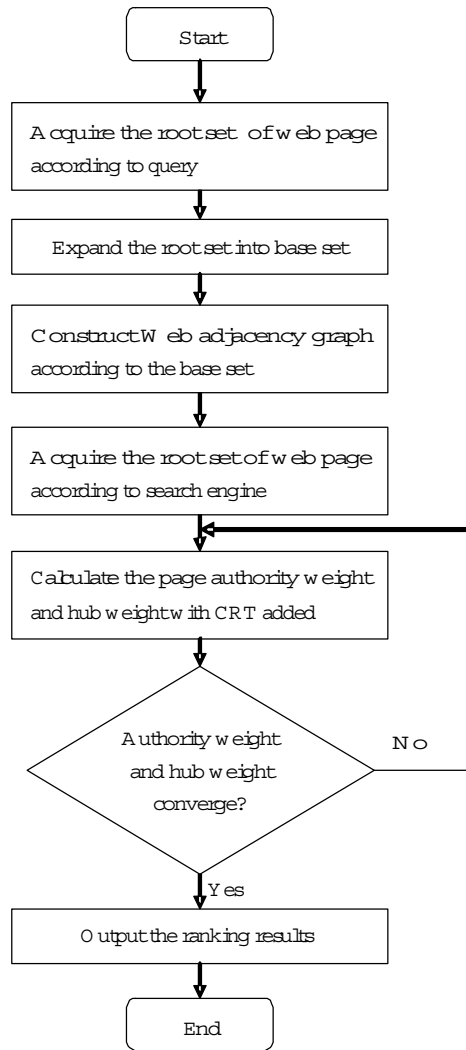 Start
Acquire the root set of web page
according to query
Expand the root set into base set
Construct Web adjacency graph
according to the base set
Acquire the root set of web page
according to search engine
Calculate the page authority weight
and hub weight with CRT added
Authority weight
and hub weight
converge?
No
Yes
Output the ranking results
End